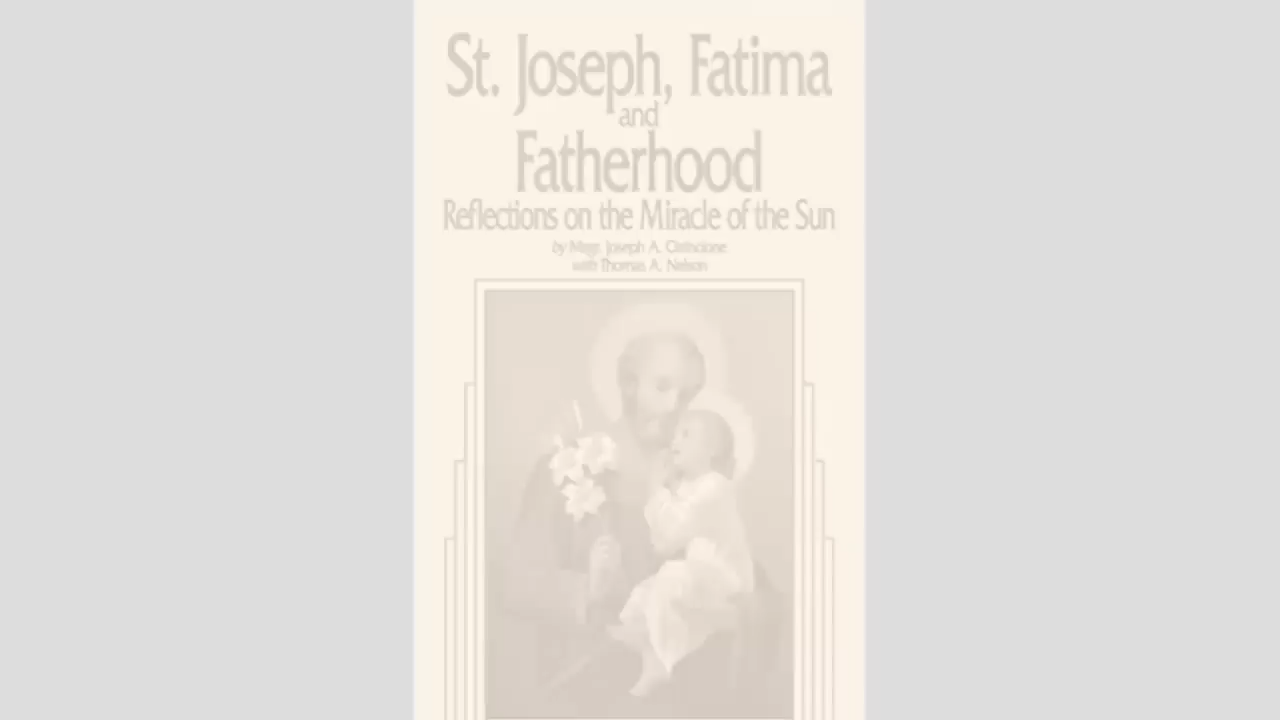 St. Joseph, Fatima
and
Fatherhood
Reflections on the Miracle of the Sun
by Msgr. Joseph A. Cirrincione
with Thomas A. Nelson